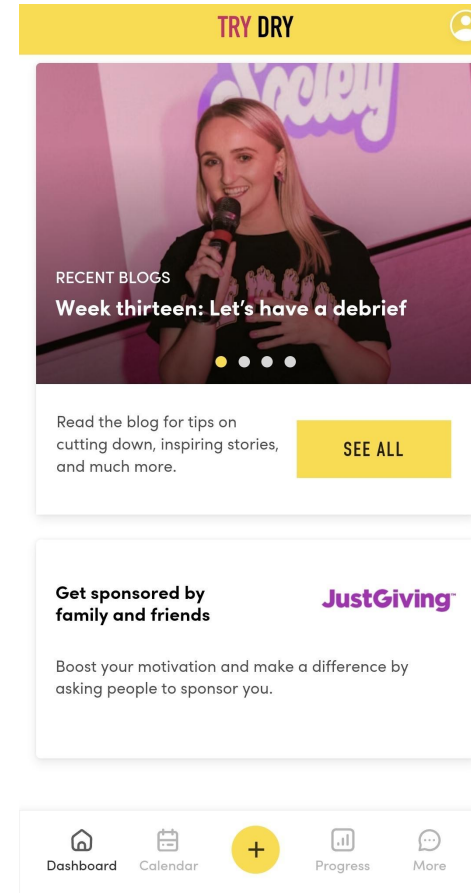 TRY DRY
Society
RECENT BLOGS
Week thirteen: Let's have a debrief
Read the blog for tips on
cutting down, inspiring stories,
and much more.
SEE ALL
Get sponsored by
family and friends
JustGiving™
Boost your motivation and make a difference by
asking people to sponsor you.
Dashboard
Calendar
+
Progress
More